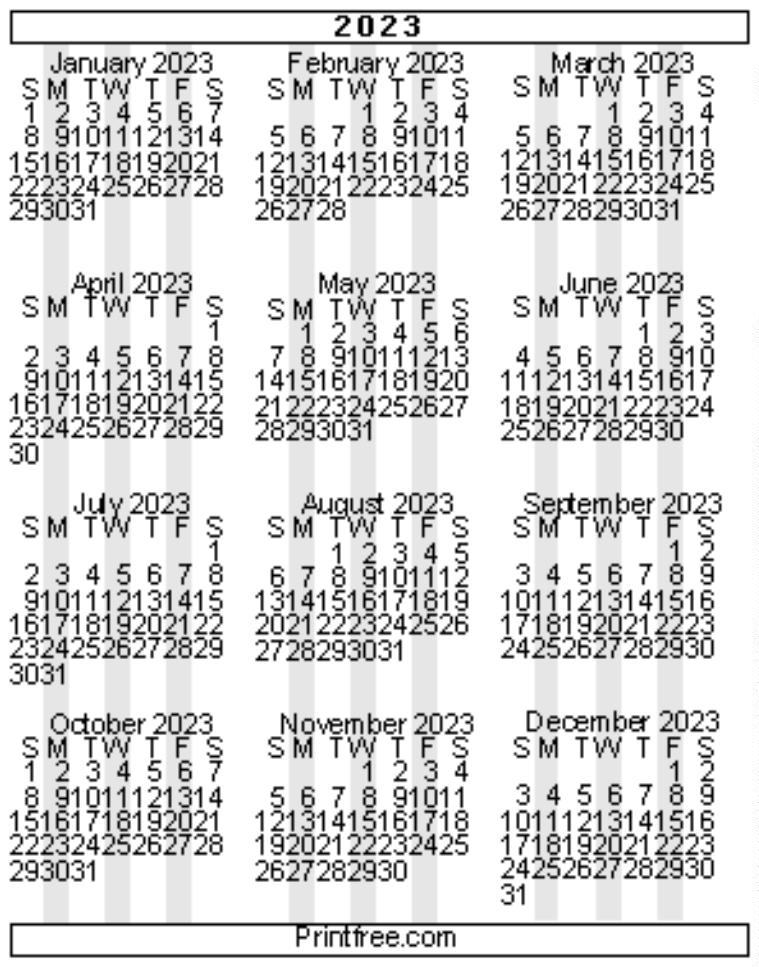 2023
January 2023 February 2023 March 2023
S M T W T F S S M T W T F S S M T W T F S
1 2 3 4 5 6 7 1 2 3 4 1 2 3 4
8 9 10 11 12 13 14 5 6 7 8 9 10 11 5 6 7 8 9 10 11
15 16 17 18 19 20 21 12 13 14 15 16 17 18 12 13 14 15 16 17 18
22 23 24 25 26 27 28 19 20 21 22 23 24 25 19 20 21 22 23 24 25
29 30 31 26 27 28 26 27 28 29 30 31
April 2023 May 2023 June 2023
S M T W T F S S M T W T F S S M T W T F S
1 1 2 3 4 5 6 1 2 3
2 3 4 5 6 7 8 7 8 9 10 11 12 13 4 5 6 7 8 9 10
9 10 11 12 13 14 15 14 15 16 17 18 19 20 11 12 13 14 15 16 17
16 17 18 19 20 21 22 21 22 23 24 25 26 27 18 19 20 21 22 23 24
23 24 25 26 27 28 29 28 29 30 31 25 26 27 28 29 30
30
July 2023 August 2023 September 2023
S M T W T F S S M T W T F S S M T W T F S
1 1 2 3 4 5 1 2
2 3 4 5 6 7 8 6 7 8 9 10 11 12 3 4 5 6 7 8 9
9 10 11 12 13 14 15 13 14 15 16 17 18 19 10 11 12 13 14 15 16
16 17 18 19 20 21 22 20 21 22 23 24 25 26 17 18 19 20 21 22 23
23 24 25 26 27 28 29 27 28 29 30 31 24 25 26 27 28 29 30
30 31
October 2023 November 2023 December 2023
S M T W T F S S M T W T F S S M T W T F S
1 2 3 4 5 6 7 1 2 3 4 1 2
8 9 10 11 12 13 14 5 6 7 8 9 10 11 3 4 5 6 7 8 9
15 16 17 18 19 20 21 12 13 14 15 16 17 18 10 11 12 13 14 15 16
22 23 24 25 26 27 28 19 20 21 22 23 24 25 17 18 19 20 21 22 23
29 30 31 26 27 28 29 30 24 25 26 27 28 29 30
31
Printfree.com